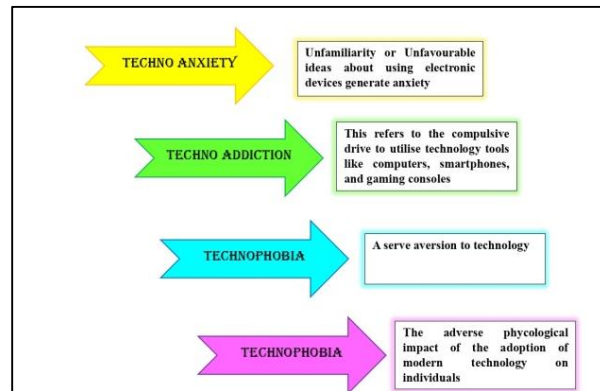 TECHNO ANXIETY
Unfamiliarity or Unfavourable
ideas about using electronic
devices generate anxiety
TECHNO ADDICTION
This refers to the compulsive
drive to utilise technology tools
like computers, smartphones,
and gaming consoles
TECHNOPHOBIA
A serve aversion to technology
TECHNOPHOBIA
The adverse phycological
impact of the adoption of
modern technology on
individuals